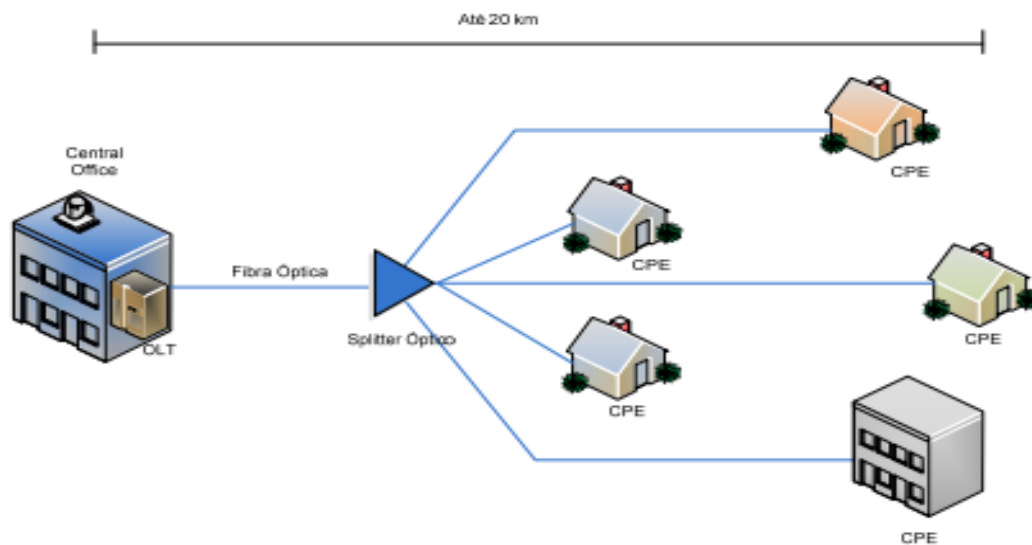 Até 20 km
Central
Office
CPE
Fibra Óptica
CPE
OLT
Splitter Óptico
CPE
CPE
CPE